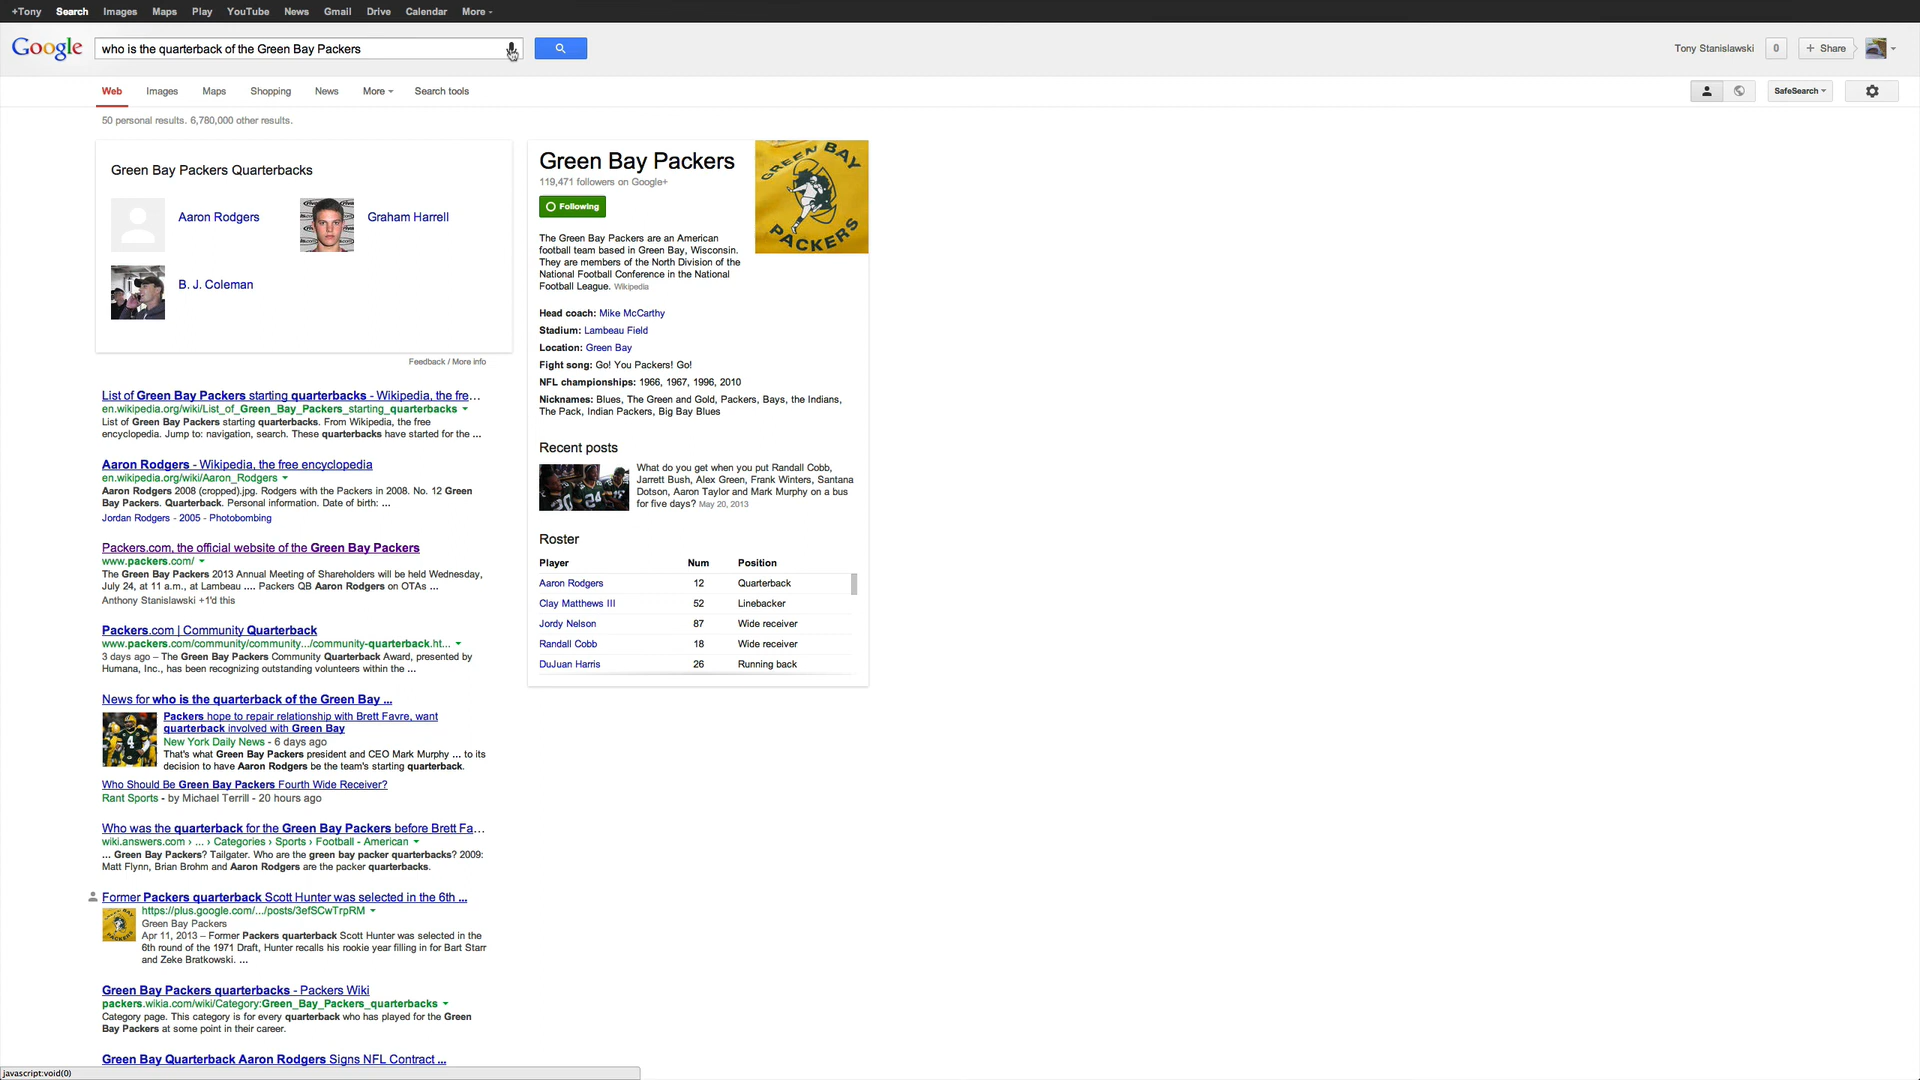 +Tony Search Images Maps Play YouTube News Gmail Drive Calendar More
Google
who is the quarterback of the Green Bay Packers
Tony Stanislawski 0 + Share
Web Images Maps Shopping News More Search tools
SafeSearch
50 personal results. 6,780,000 other results.
Green Bay Packers Quarterbacks
Aaron Rodgers
Graham Harrell
B. J. Coleman
Feedback / More info
List of Green Bay Packers starting quarterbacks - Wikipedia, the fre...
en.wikipedia.org/wiki/List_of_Green_Bay_Packers_starting_quarterbacks
List of Green Bay Packers starting quarterbacks. From Wikipedia, the free
encyclopedia. Jump to: navigation, search. These quarterbacks have started for the ...
Aaron Rodgers - Wikipedia, the free encyclopedia
en.wikipedia.org/wiki/Aaron_Rodgers
Aaron Rodgers 2008 (cropped).jpg. Rodgers with the Packers in 2008. No. 12 Green
Bay Packers. Quarterback. Personal information. Date of birth: ...
Jordan Rodgers - 2005 - Photobombing
Packers.com, the official website of the Green Bay Packers
www.packers.com/
The Green Bay Packers 2013 Annual Meeting of Shareholders will be held Wednesday,
July 24, at 11 a.m., at Lambeau .... Packers QB Aaron Rodgers on OTAs ...
Anthony Stanislawski +1'd this
Packers.com | Community Quarterback
www.packers.com/community/community.../community-quarterback.ht...
3 days ago – The Green Bay Packers Community Quarterback Award, presented by
Humana, Inc., has been recognizing outstanding volunteers within the ...
News for who is the quarterback of the Green Bay ...
Packers hope to repair relationship with Brett Favre, want
quarterback involved with Green Bay
New York Daily News - 6 days ago
That's what Green Bay Packers president and CEO Mark Murphy ... to its
decision to have Aaron Rodgers be the team's starting quarterback.
Who Should Be Green Bay Packers Fourth Wide Receiver?
Rant Sports - by Michael Terrill - 20 hours ago
Who was the quarterback for the Green Bay Packers before Brett Fa...
wiki.answers.com › ... › Categories › Sports › Football - American
... Green Bay Packers? Tailgater. Who are the green bay packer quarterbacks? 2009:
Matt Flynn, Brian Brohm and Aaron Rodgers are the packer quarterbacks.
Former Packers quarterback Scott Hunter was selected in the 6th ...
https://plus.google.com/.../posts/3efSCwTrpRM
Green Bay Packers
Apr 11, 2013 – Former Packers quarterback Scott Hunter was selected in the
6th round of the 1971 Draft, Hunter recalls his rookie year filling in for Bart Starr
and Zeke Bratkowski. ...
Green Bay Packers quarterbacks - Packers Wiki
packers.wikia.com/wiki/Category:Green_Bay_Packers_quarterbacks
Category page. This category is for every quarterback who has played for the Green
Bay Packers at some point in their career.
Green Bay Quarterback Aaron Rodgers Signs NFL Contract ...
javascript:void(0)
Green Bay Packers
119,471 followers on Google+
Following
GREEN BAY
PACKERS
The Green Bay Packers are an American
football team based in Green Bay, Wisconsin.
They are members of the North Division of the
National Football Conference in the National
Football League. Wikipedia
Head coach: Mike McCarthy
Stadium: Lambeau Field
Location: Green Bay
Fight song: Go! You Packers! Go!
NFL championships: 1966, 1967, 1996, 2010
Nicknames: Blues, The Green and Gold, Packers, Bays, the Indians,
The Pack, Indian Packers, Big Bay Blues
Recent posts
What do you get when you put Randall Cobb,
Jarrett Bush, Alex Green, Frank Winters, Santana
Dotson, Aaron Taylor and Mark Murphy on a bus
for five days? May 20, 2013
Roster
Player Num Position
Aaron Rodgers 12 Quarterback
Clay Matthews III 52 Linebacker
Jordy Nelson 87 Wide receiver
Randall Cobb 18 Wide receiver
DuJuan Harris 26 Running back